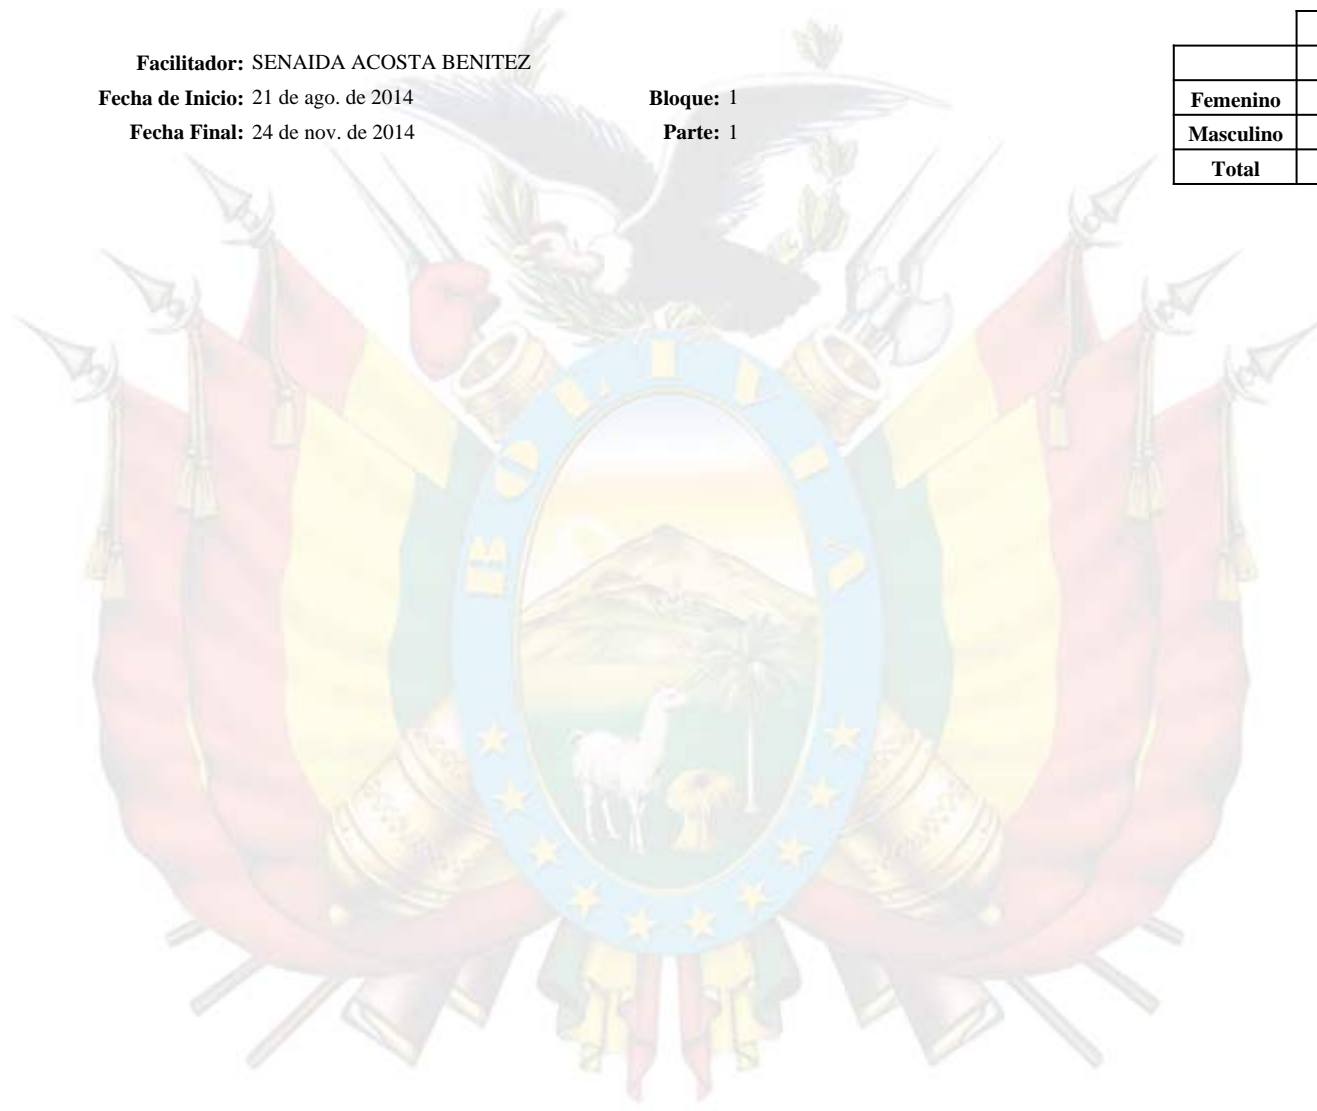 Facilitador: SENAIDA ACOSTA BENITEZ
Fecha de Inicio: 21 de ago. de 2014 Bloque: 1
Fecha Final: 24 de nov. de 2014 Parte: 1
Femenino
Masculino
Total
BOLIVIA